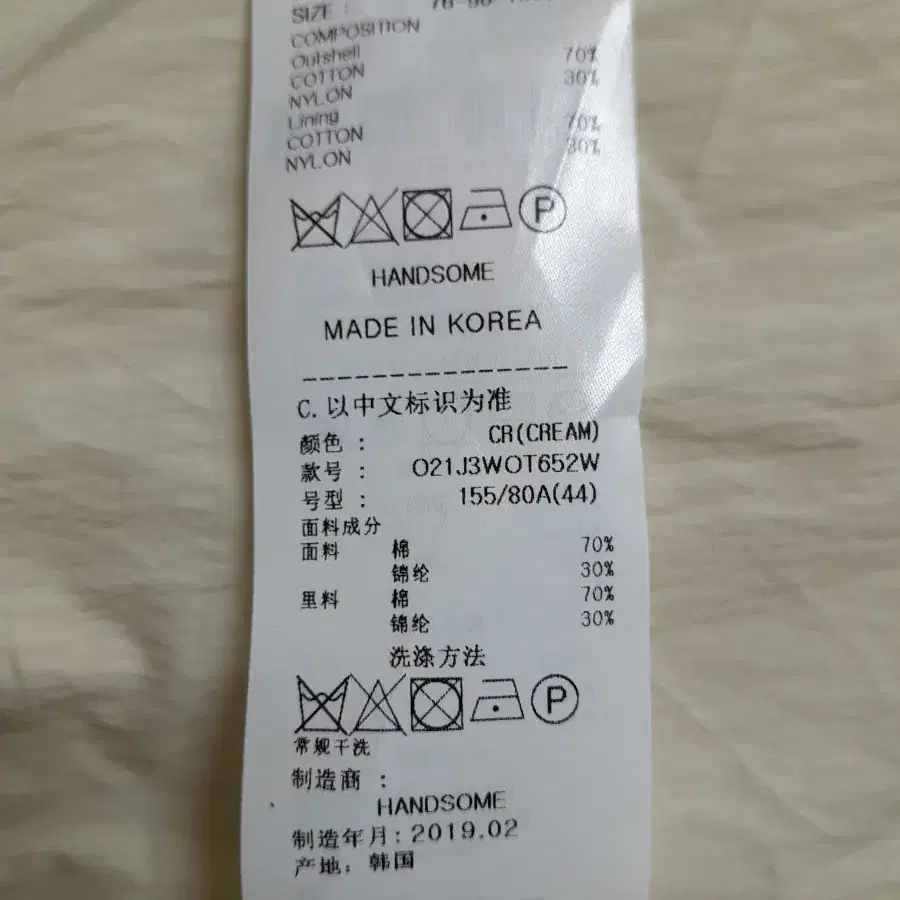 SIZE :
COMPOSITION
Outshell
COTTON 70%
NYLON 30%
Lining
COTTON 70%
NYLON 30%
P
HANDSOME
MADE IN KOREA
---------------
C.以中文标识为准
颜色 : CR(CREAM)
款号 : O21J3WOT652W
号型 : 155/80A(44)
面料成分
面料 棉 70%
锦纶 30%
里料 棉 70%
锦纶 30%
洗涤方法
P
常规干洗
制造商 :
HANDSOME
制造年月: 2019.02
产地: 韩国